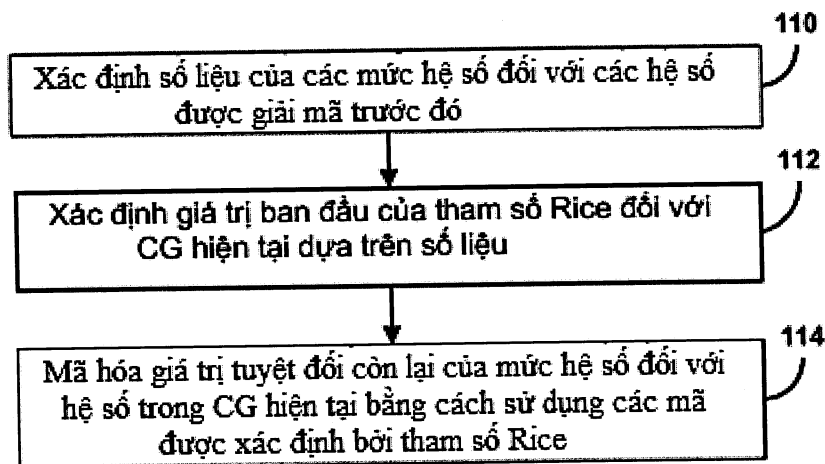 110
Xác định số liệu của các mức hệ số đối với các hệ số
được giải mã trước đó
112
Xác định giá trị ban đầu của tham số Rice đối với
CG hiện tại dựa trên số liệu
114
Mã hóa giá trị tuyệt đối còn lại của mức hệ số đối với
hệ số trong CG hiện tại bằng cách sử dụng các mã
được xác định bởi tham số Rice